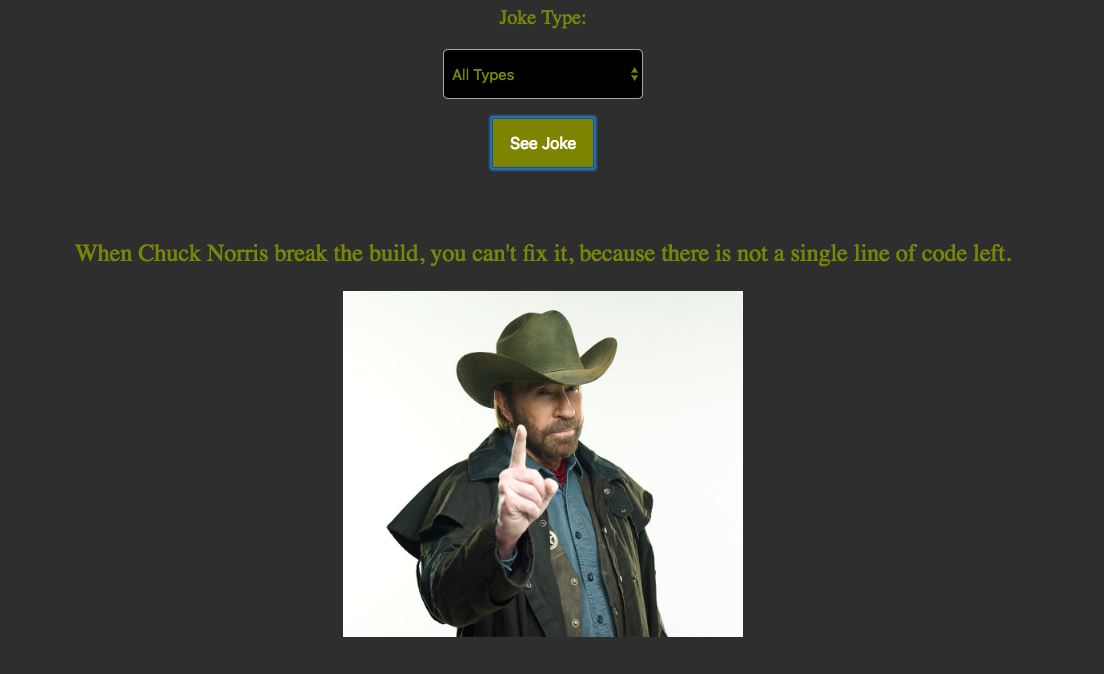 Joke Type:
All Types
See Joke
When Chuck Norris break the build, you can't fix it, because there is not a single line of code left.